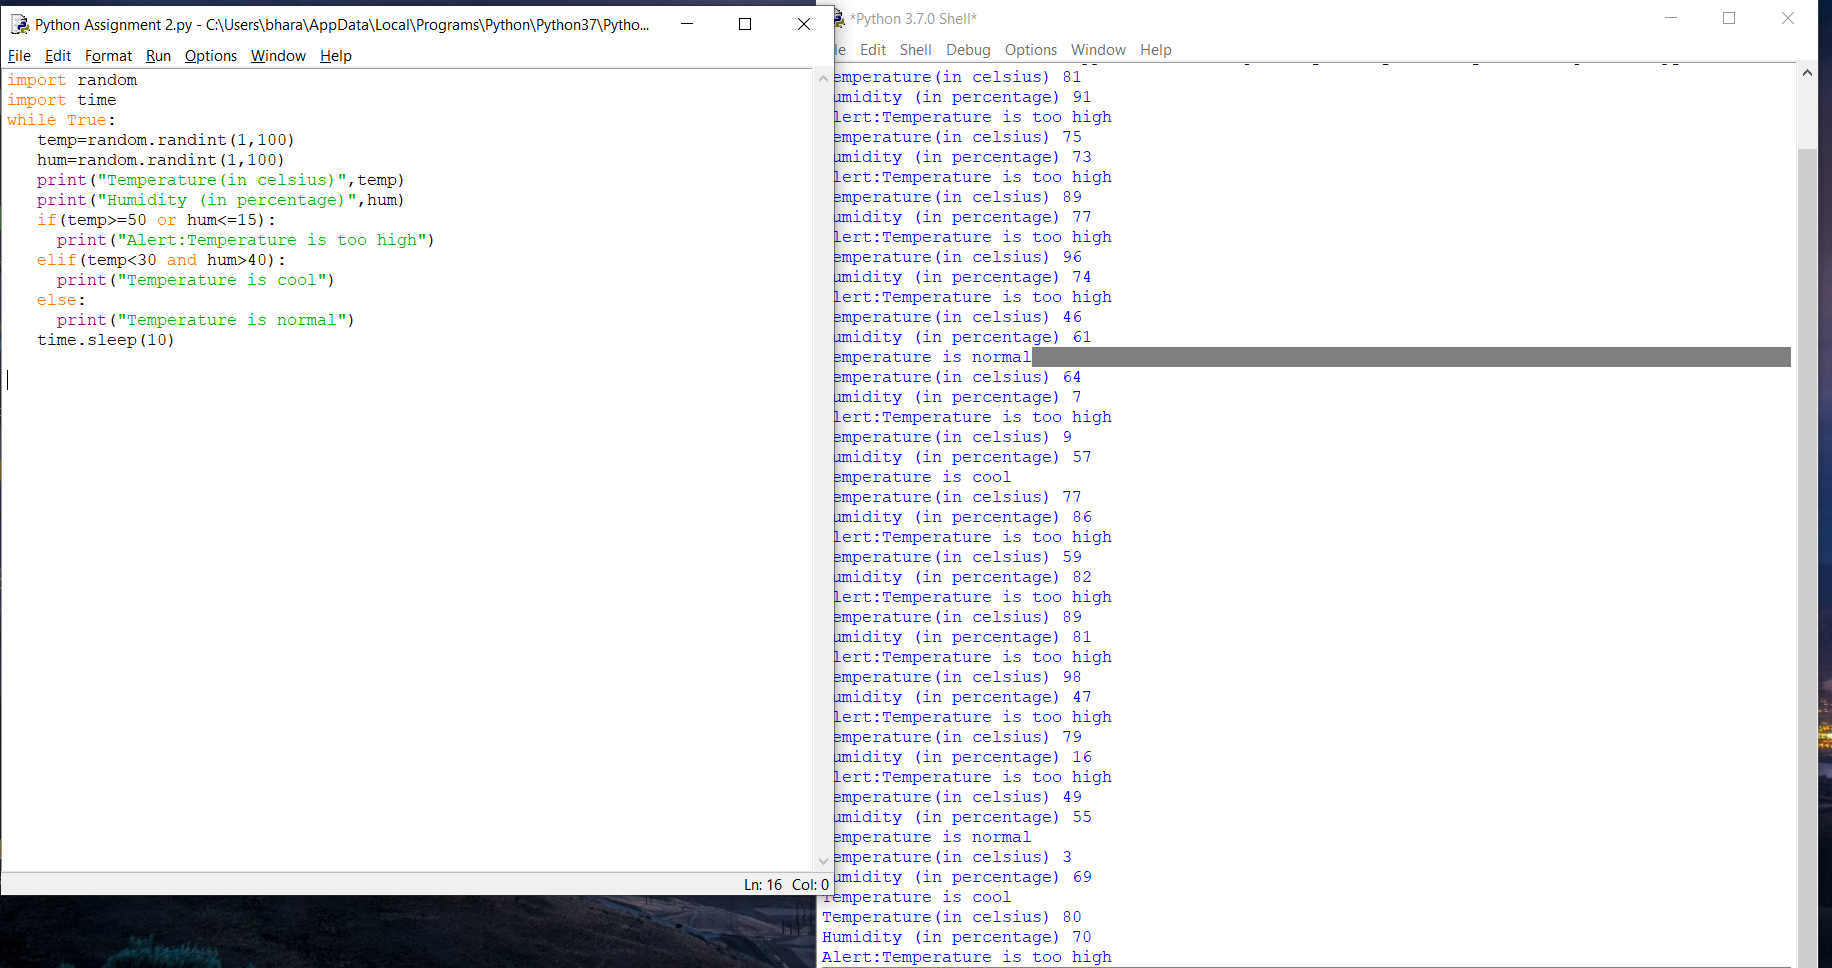 Python Assignment 2.py - C:\Users\bhara\AppData\Local\Programs\Python\Python37\Pytho...
File Edit Format Run Options Window Help
import random
import time
while True:
   temp=random.randint(1,100)
   hum=random.randint(1,100)
   print("Temperature(in celsius)",temp)
   print("Humidity (in percentage)",hum)
   if(temp>=50 or hum<=15):
     print("Alert:Temperature is too high")
   elif(temp<30 and hum>40):
     print("Temperature is cool")
   else:
     print("Temperature is normal")
   time.sleep(10)
Ln: 16 Col: 0
*Python 3.7.0 Shell*
le Edit Shell Debug Options Window Help
emperature(in celsius) 81
umidity (in percentage) 91
lert:Temperature is too high
emperature(in celsius) 75
umidity (in percentage) 73
lert:Temperature is too high
emperature(in celsius) 89
umidity (in percentage) 77
lert:Temperature is too high
emperature(in celsius) 96
umidity (in percentage) 74
lert:Temperature is too high
emperature(in celsius) 46
umidity (in percentage) 61
emperature is normal
emperature(in celsius) 64
umidity (in percentage) 7
lert:Temperature is too high
emperature(in celsius) 9
umidity (in percentage) 57
emperature is cool
emperature(in celsius) 77
umidity (in percentage) 86
lert:Temperature is too high
emperature(in celsius) 59
umidity (in percentage) 82
lert:Temperature is too high
emperature(in celsius) 89
umidity (in percentage) 81
lert:Temperature is too high
emperature(in celsius) 98
umidity (in percentage) 47
lert:Temperature is too high
emperature(in celsius) 79
umidity (in percentage) 16
lert:Temperature is too high
emperature(in celsius) 49
umidity (in percentage) 55
emperature is normal
emperature(in celsius) 3
umidity (in percentage) 69
Temperature is cool
Temperature(in celsius) 80
Humidity (in percentage) 70
Alert:Temperature is too high